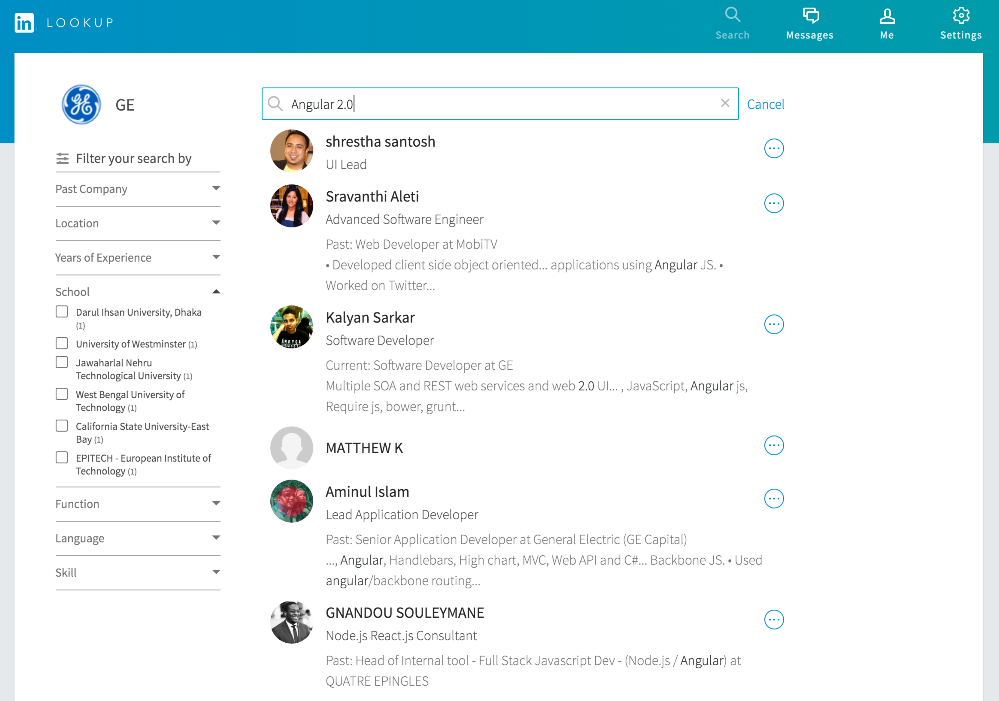 in LOOKUP
Search
Messages
Me
Settings
GE
Angular 2.0
Cancel
Filter your search by
Past Company
Location
Years of Experience
School
Darul Ihsan University, Dhaka
(1)
University of Westminster (1)
Jawaharlal Nehru
Technological University (1)
West Bengal University of
Technology (1)
California State University-East
Bay (1)
EPITECH - European Institute of
Technology (1)
Function
Language
Skill
shrestha santosh
UI Lead
Sravanthi Aleti
Advanced Software Engineer
Past: Web Developer at MobiTV
• Developed client side object oriented... applications using Angular JS. •
Worked on Twitter...
Kalyan Sarkar
Software Developer
Current: Software Developer at GE
Multiple SOA and REST web services and web 2.0 UI... , JavaScript, Angular js,
Require js, bower, grunt...
MATTHEW K
Aminul Islam
Lead Application Developer
Past: Senior Application Developer at General Electric (GE Capital)
..., Angular, Handlebars, High chart, MVC, Web API and C#... Backbone JS. • Used
angular/backbone routing...
GNANDOU SOULEYMANE
Node.js React.js Consultant
Past: Head of Internal tool - Full Stack Javascript Dev - (Node.js / Angular) at
QUATRE EPINGLES